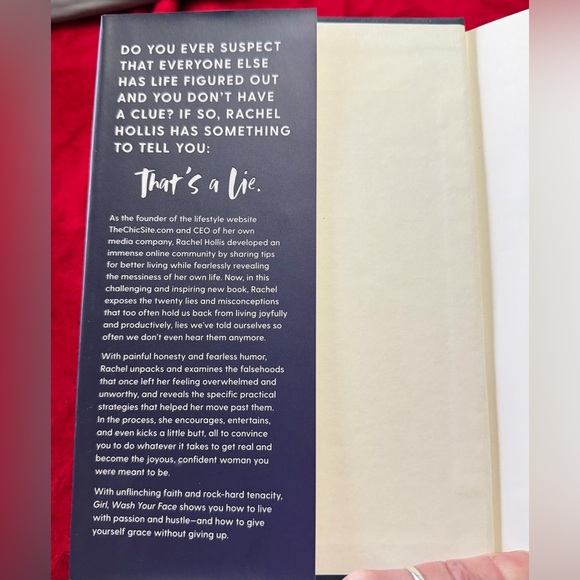 DO YOU EVER SUSPECT
THAT EVERYONE ELSE
HAS LIFE FIGURED OUT
AND YOU DON'T HAVE
A CLUE? IF SO, RACHEL
HOLLIS HAS SOMETHING
TO TELL YOU:
That's a lie.
As the founder of the lifestyle website
TheChicSite.com and CEO of her own
media company, Rachel Hollis developed an
immense online community by sharing tips
for better living while fearlessly revealing
the messiness of her own life. Now, in this
challenging and inspiring new book, Rachel
exposes the twenty lies and misconceptions
that too often hold us back from living joyfully
and productively, lies we've told ourselves so
often we don't even hear them anymore.
With painful honesty and fearless humor,
Rachel unpacks and examines the falsehoods
that once left her feeling overwhelmed and
unworthy, and reveals the specific practical
strategies that helped her move past them.
In the process, she encourages, entertains,
and even kicks a little butt, all to convince
you to do whatever it takes to get real and
become the joyous, confident woman you
were meant to be.
With unflinching faith and rock-hard tenacity,
Girl, Wash Your Face shows you how to live
with passion and hustle—and how to give
yourself grace without giving up.